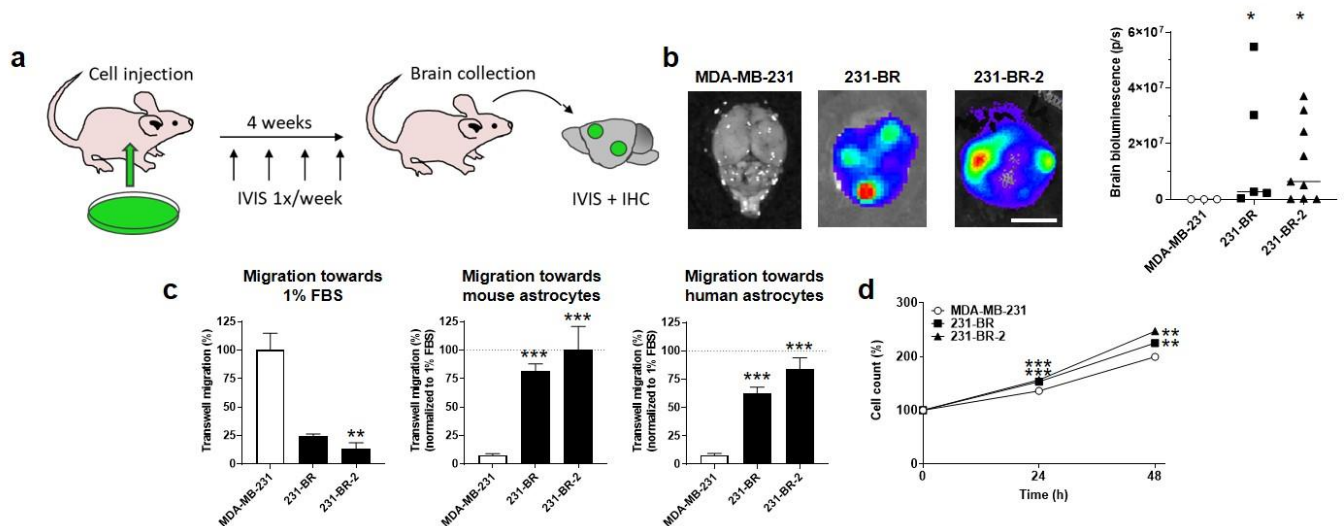 a
Cell injection
4 weeks
IVIS 1x/week
Brain collection
IVIS + IHC
b
MDA-MB-231
231-BR
231-BR-2
*
*
Brain bioluminescence (p/s)
6×10⁷
4×10⁷
2×10⁷
0
MDA-MB-231
231-BR
231-BR-2
c
Migration towards
1% FBS
Transwell migration (%)
125
100
75
50
25
0
**
MDA-MB-231
231-BR
231-BR-2
Migration towards
mouse astrocytes
Transwell migration (%)
(normalized to 1% FBS)
125
100
75
50
25
0
***
***
MDA-MB-231
231-BR
231-BR-2
Migration towards
human astrocytes
Transwell migration (%)
(normalized to 1% FBS)
125
100
75
50
25
0
***
***
MDA-MB-231
231-BR
231-BR-2
d
Cell count (%)
300
200
100
0
MDA-MB-231
231-BR
231-BR-2
***
***
**
**
0
24
48
Time (h)